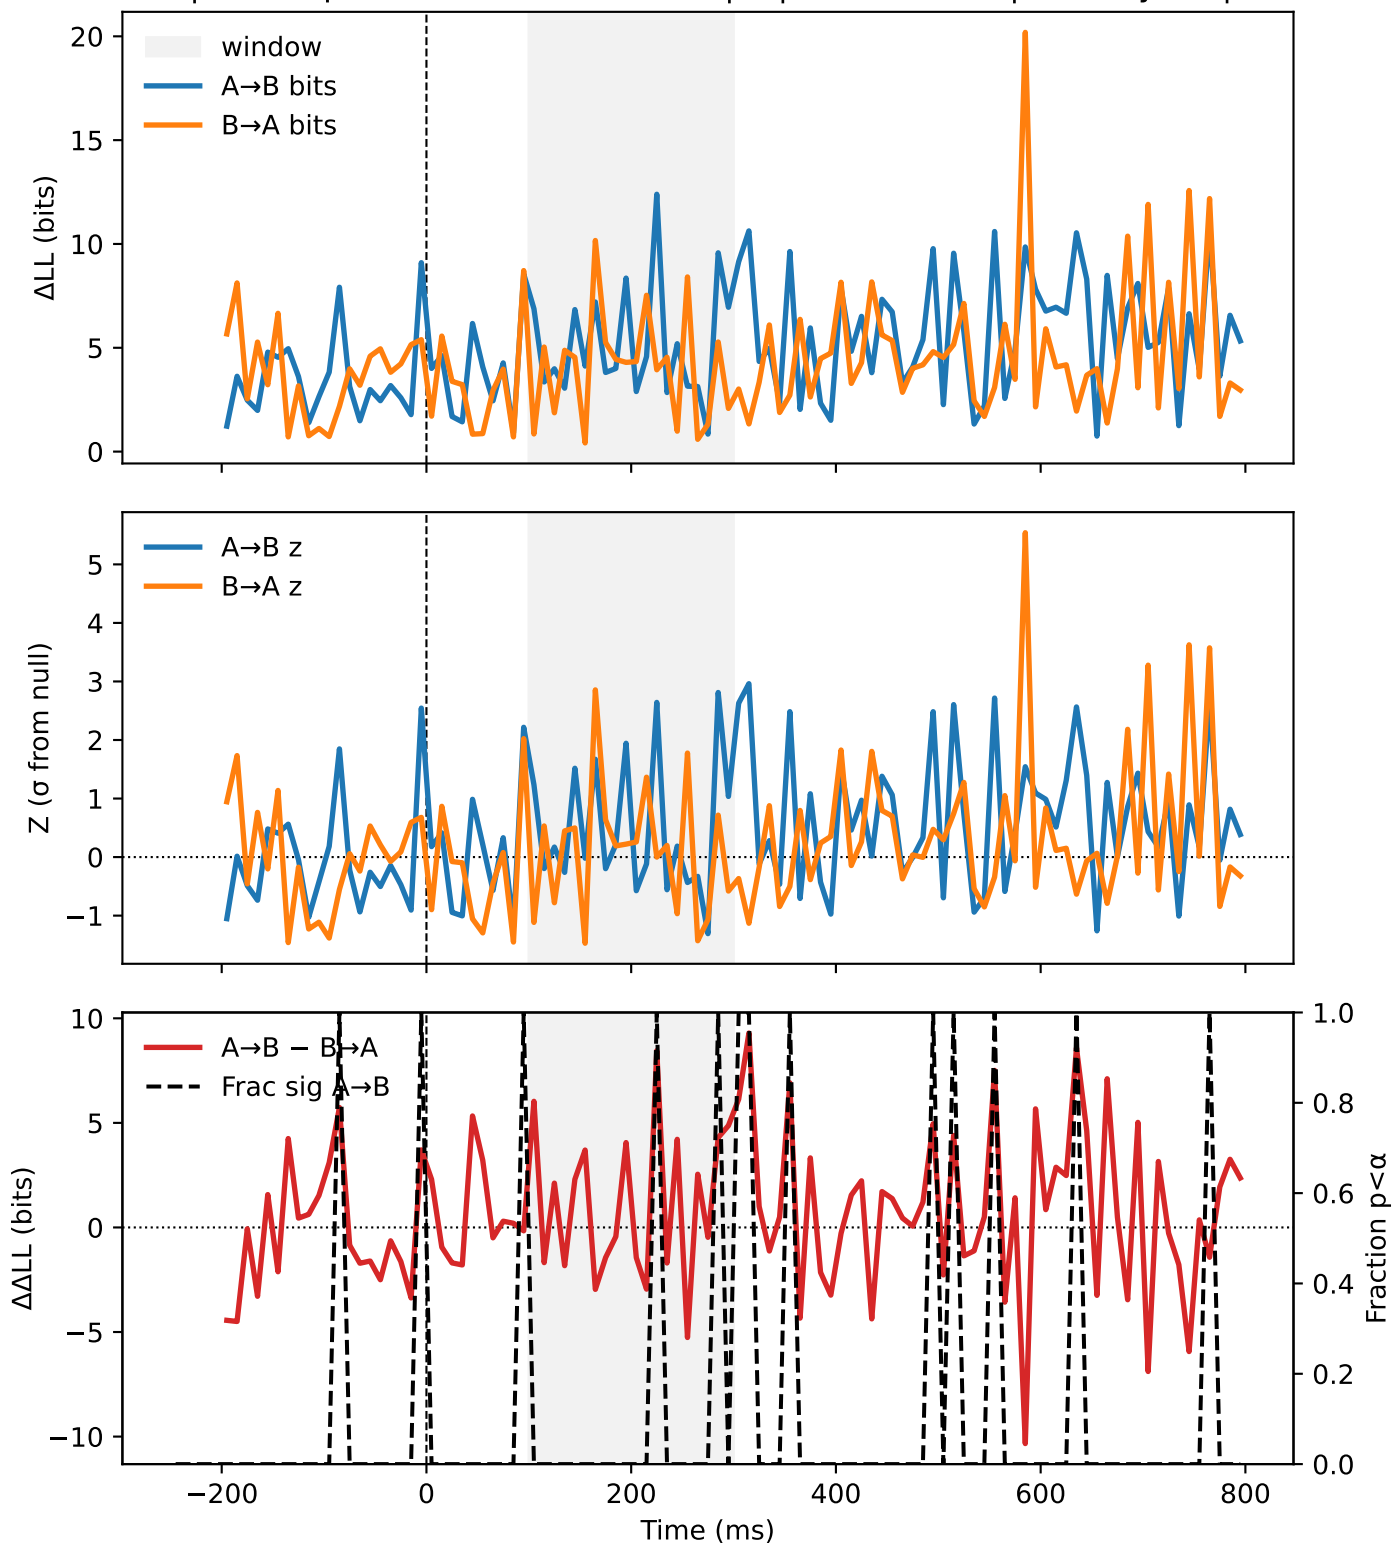 20
15
10
5
0
ΔLL (bits)
window
A→B bits
B→A bits
5
4
3
2
1
0
−1
Z (σ from null)
A→B z
B→A z
10
5
0
−5
−10
ΔΔLL (bits)
A→B − B→A
Frac sig A→B
1.0
0.8
0.6
0.4
0.2
0.0
Fraction p<α
−200 0 200 400 600 800
Time (ms)